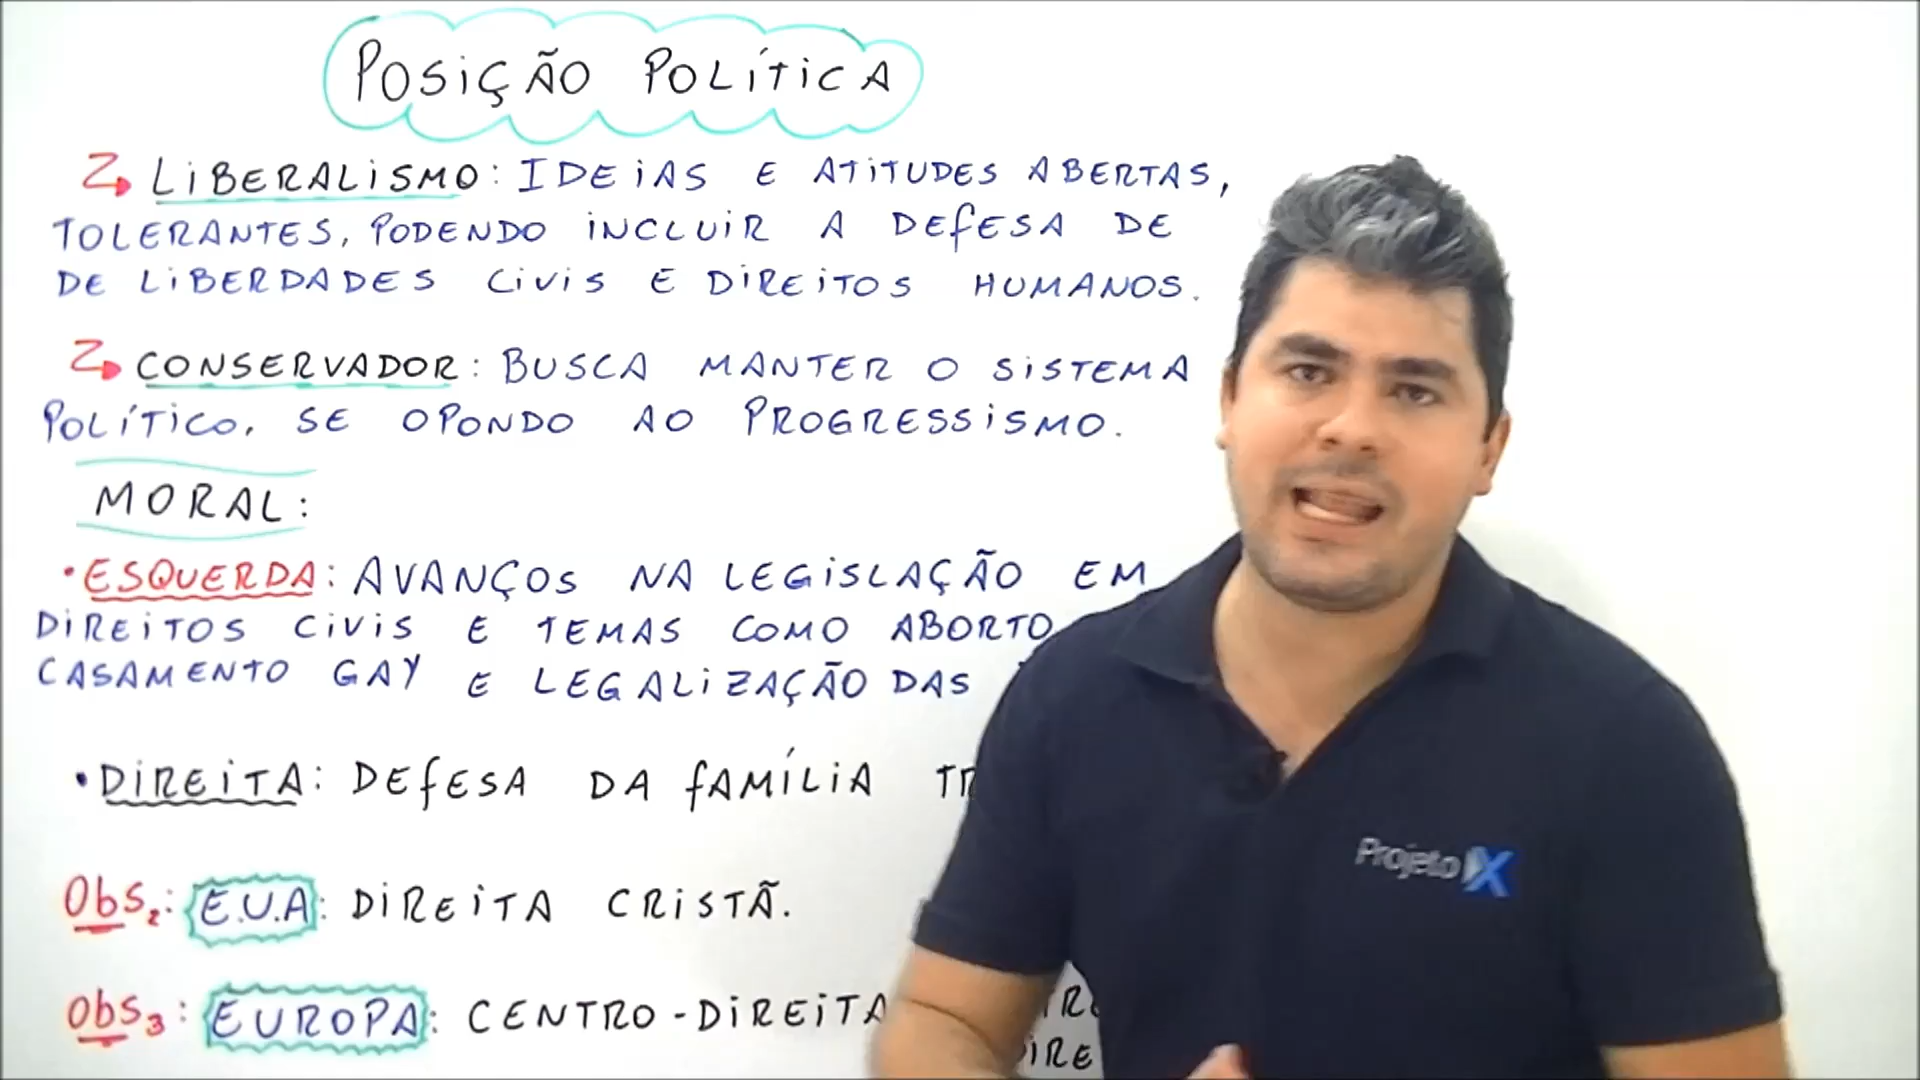 POSIÇÃO POLÍTICA
LIBERALISMO: IDEIAS E ATITUDES ABERTAS,
TOLERANTES, PODENDO INCLUIR A DEFESA DE
DE LIBERDADES CIVIS E DIREITOS HUMANOS.
CONSERVADOR: BUSCA MANTER O SISTEMA
POLÍTICO, SE OPONDO AO PROGRESSISMO.
MORAL:
• ESQUERDA: AVANÇOS NA LEGISLAÇÃO EM
DIREITOS CIVIS E TEMAS COMO ABORTO
CASAMENTO GAY E LEGALIZAÇÃO DAS
• DIREITA: DEFESA DA FAMÍLIA
Obs2: E.U.A: DIREITA CRISTÃ.
Obs3: EUROPA: CENTRO-DIREITA
Projeto X